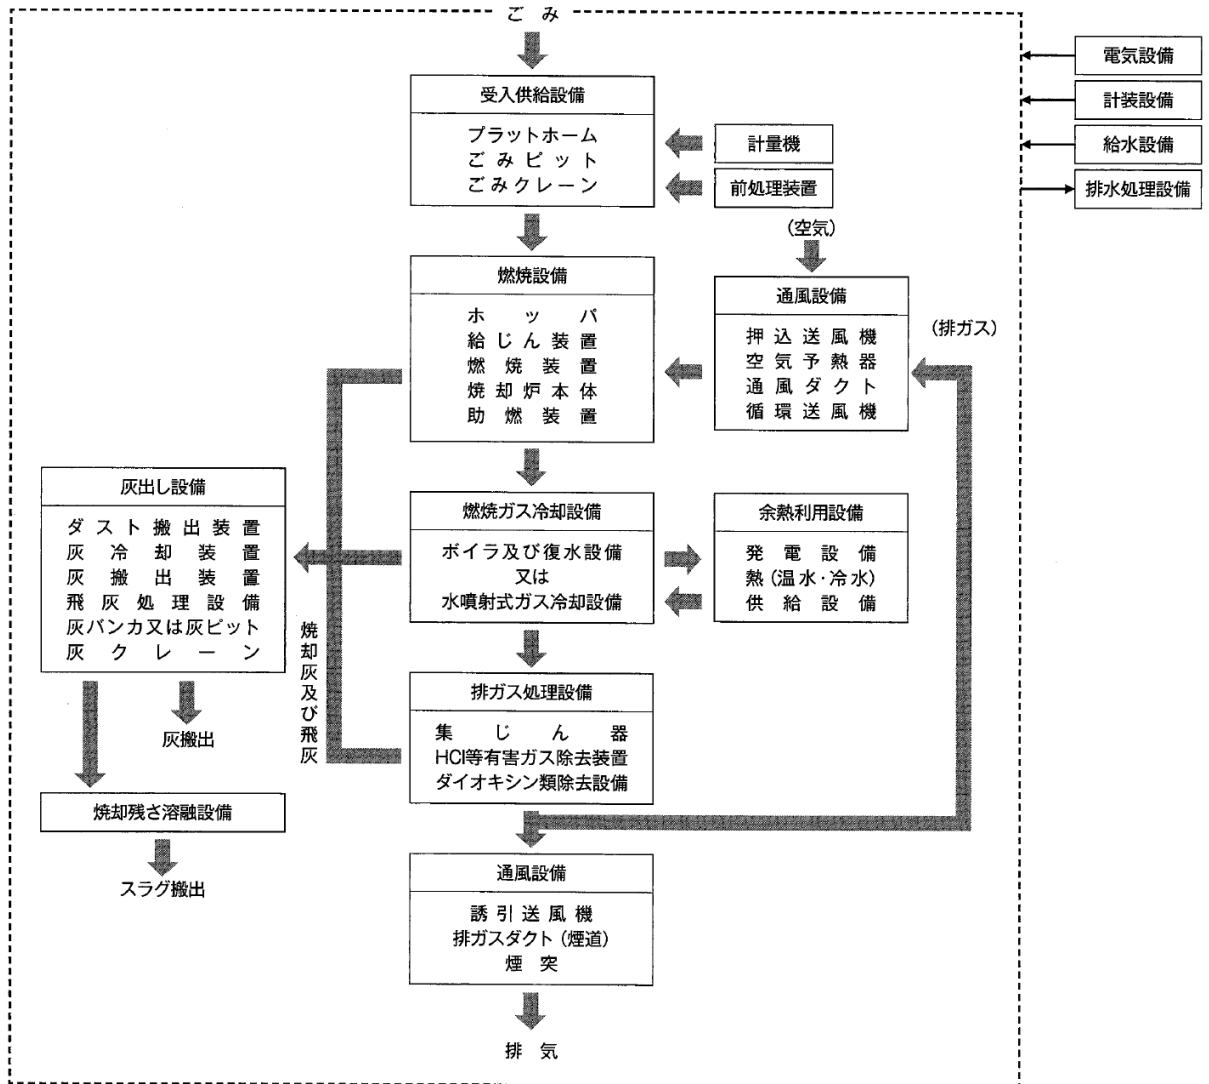 ごみ
電気設備
計装設備
給水設備
排水処理設備
受入供給設備
プラットホーム
ごみピット
ごみクレーン
計量機
前処理装置
(空気)
燃焼設備
ホッパ
給じん装置
燃焼装置
焼却炉本体
助燃装置
通風設備
押込送風機
空気予熱器
通風ダクト
循環送風機
(排ガス)
灰出し設備
ダスト搬出装置
灰冷却装置
灰搬出装置
飛灰処理設備
灰バンカ又は灰ピット
灰クレーン
燃焼ガス冷却設備
ボイラ及び復水設備
又は
水噴射式ガス冷却設備
余熱利用設備
発電設備
熱(温水・冷水)
供給設備
焼却灰及び飛灰
排ガス処理設備
集じん器
HCl等有害ガス除去装置
ダイオキシン類除去設備
灰搬出
焼却残さ溶融設備
スラグ搬出
通風設備
誘引送風機
排ガスダクト(煙道)
煙突
排気